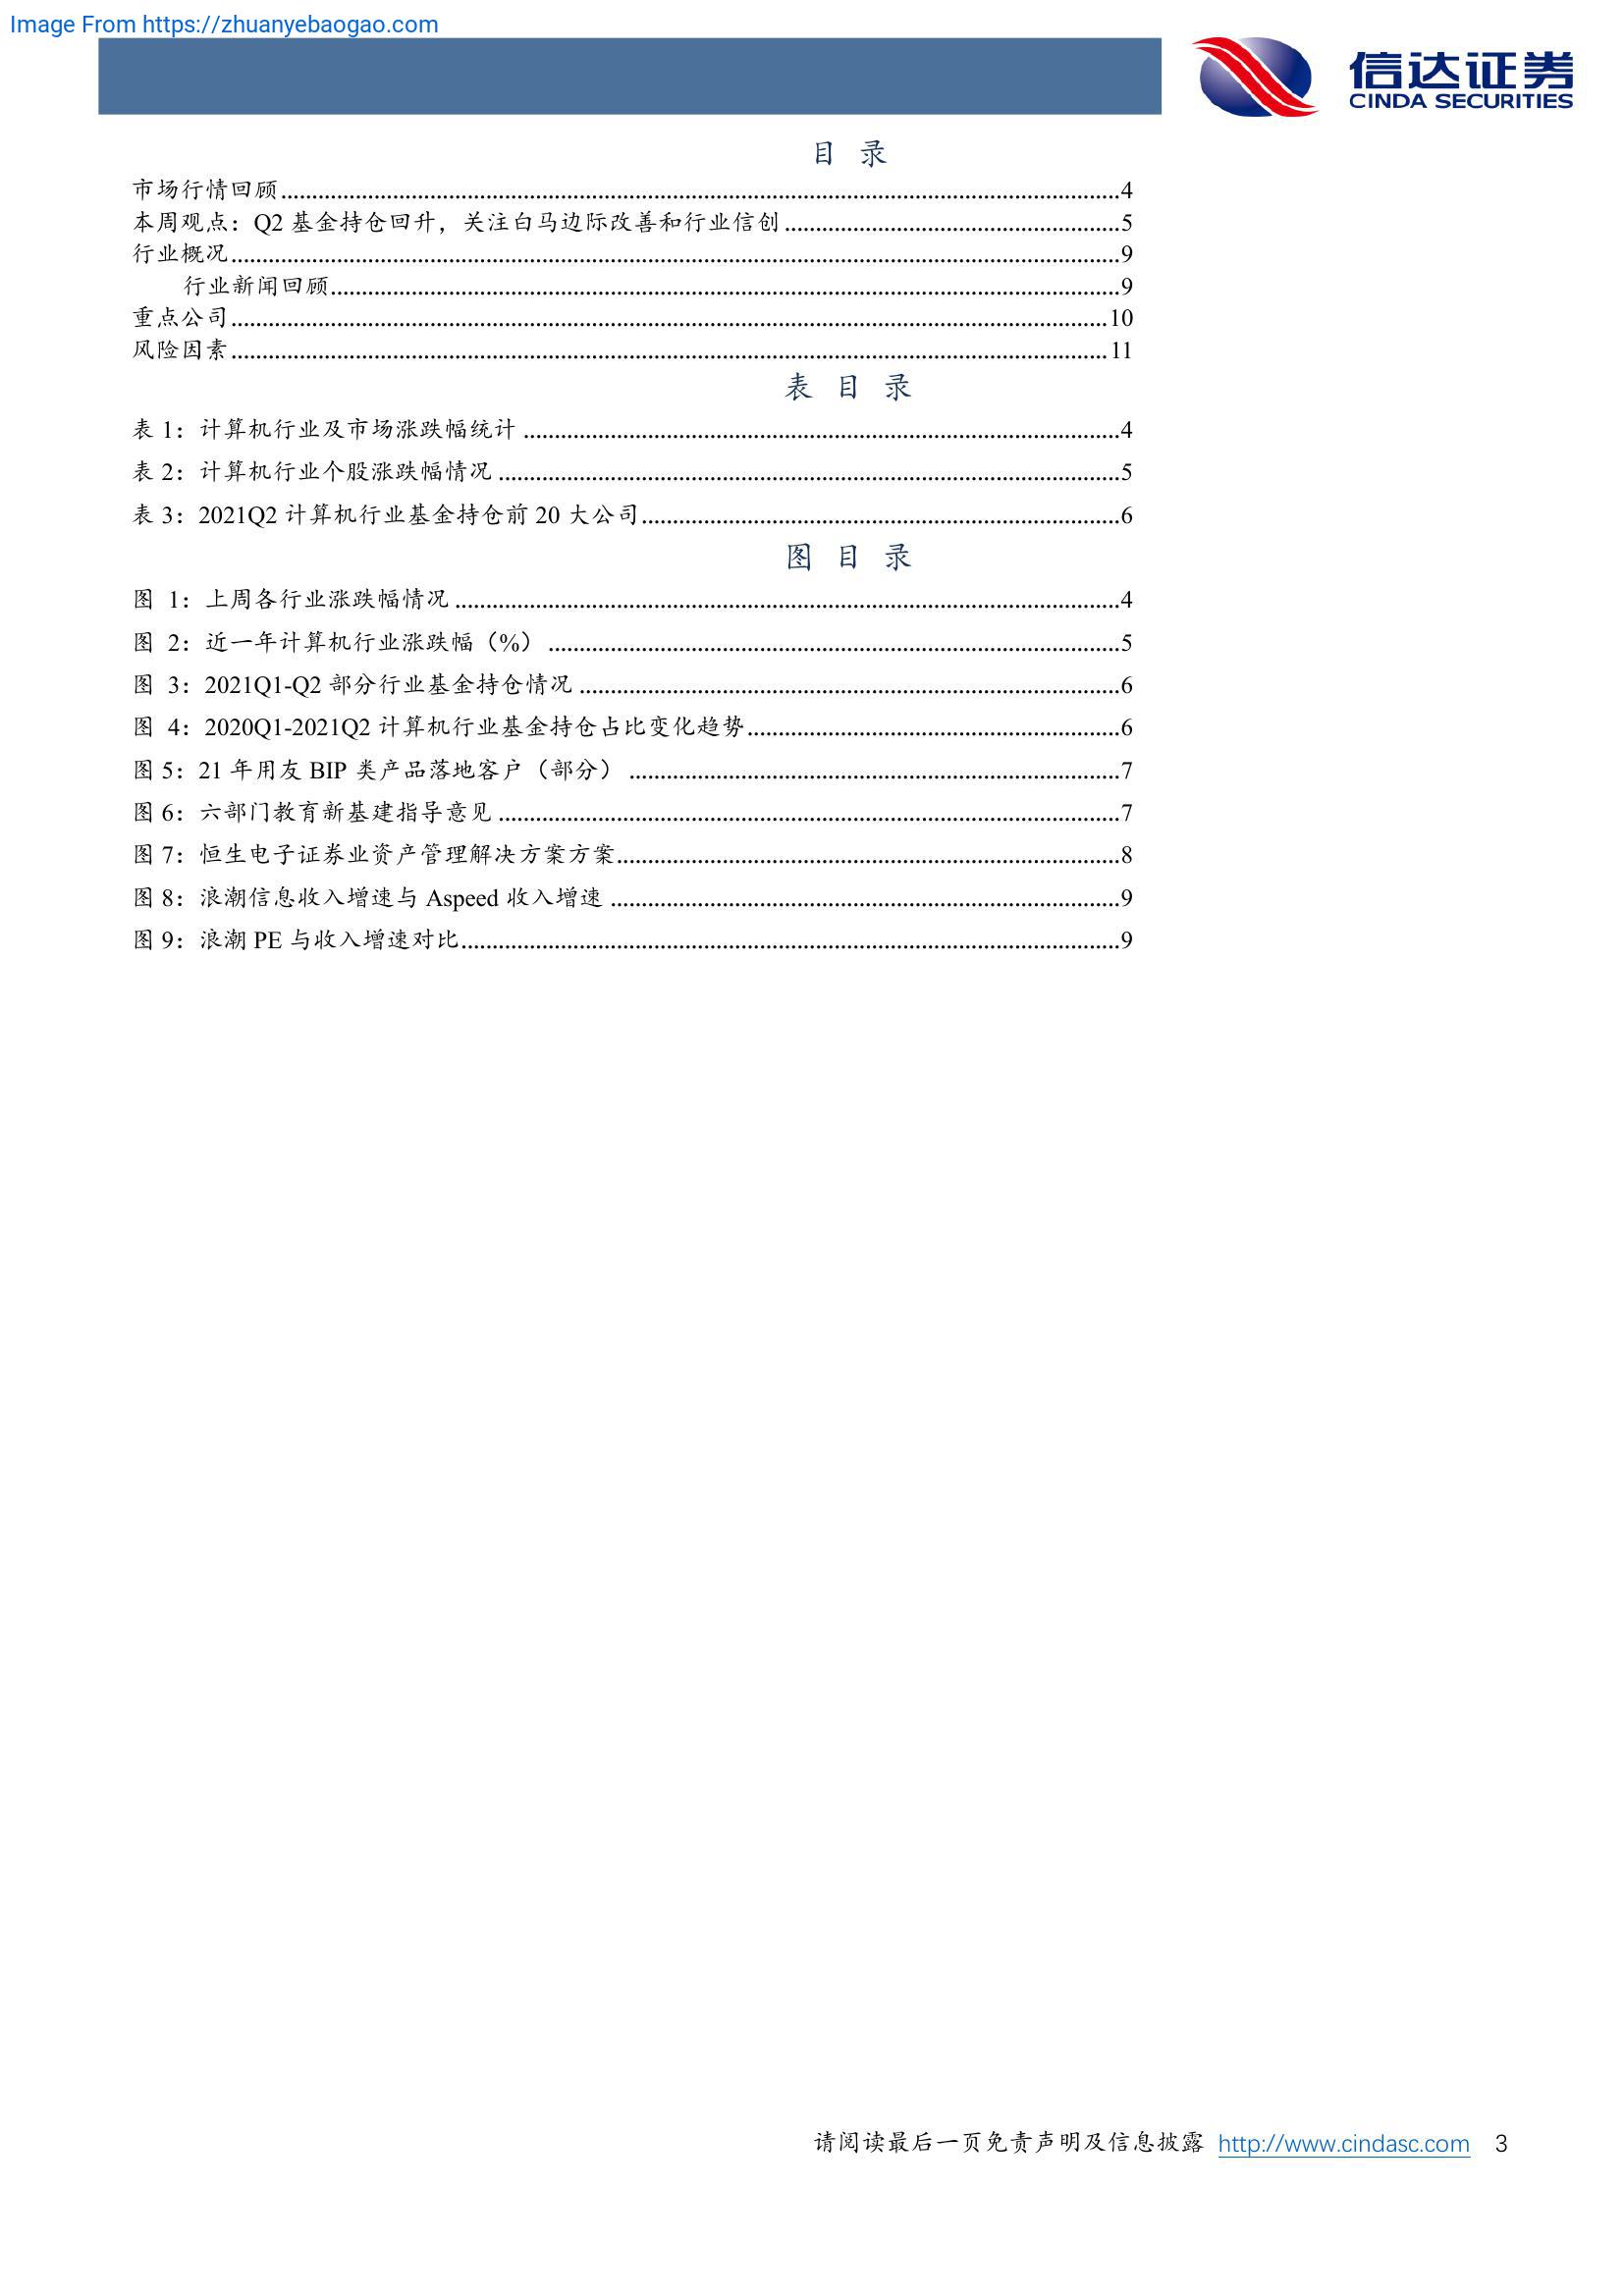 Image From https://zhuanyebaogao.com
信达证券
CINDA SECURITIES
目 录
市场行情回顾................4
本周观点：Q2 基金持仓回升，关注白马边际改善和行业信创................5
行业概况................9
行业新闻回顾................9
重点公司................10
风险因素................11
表 目 录
表 1：计算机行业及市场涨跌幅统计................4
表 2：计算机行业个股涨跌幅情况................5
表 3：2021Q2 计算机行业基金持仓前 20 大公司................6
图 目 录
图 1：上周各行业涨跌幅情况................4
图 2：近一年计算机行业涨跌幅（%）................5
图 3：2021Q1-Q2 部分行业基金持仓情况................6
图 4：2020Q1-2021Q2 计算机行业基金持仓占比变化趋势................6
图 5：21 年用友 BIP 类产品落地客户（部分）................7
图 6：六部门教育新基建指导意见................7
图 7：恒生电子证券业资产管理解决方案方案................8
图 8：浪潮信息收入增速与 Aspeed 收入增速................9
图 9：浪潮 PE 与收入增速对比................9
请阅读最后一页免责声明及信息披露 http://www.cindasc.com 3